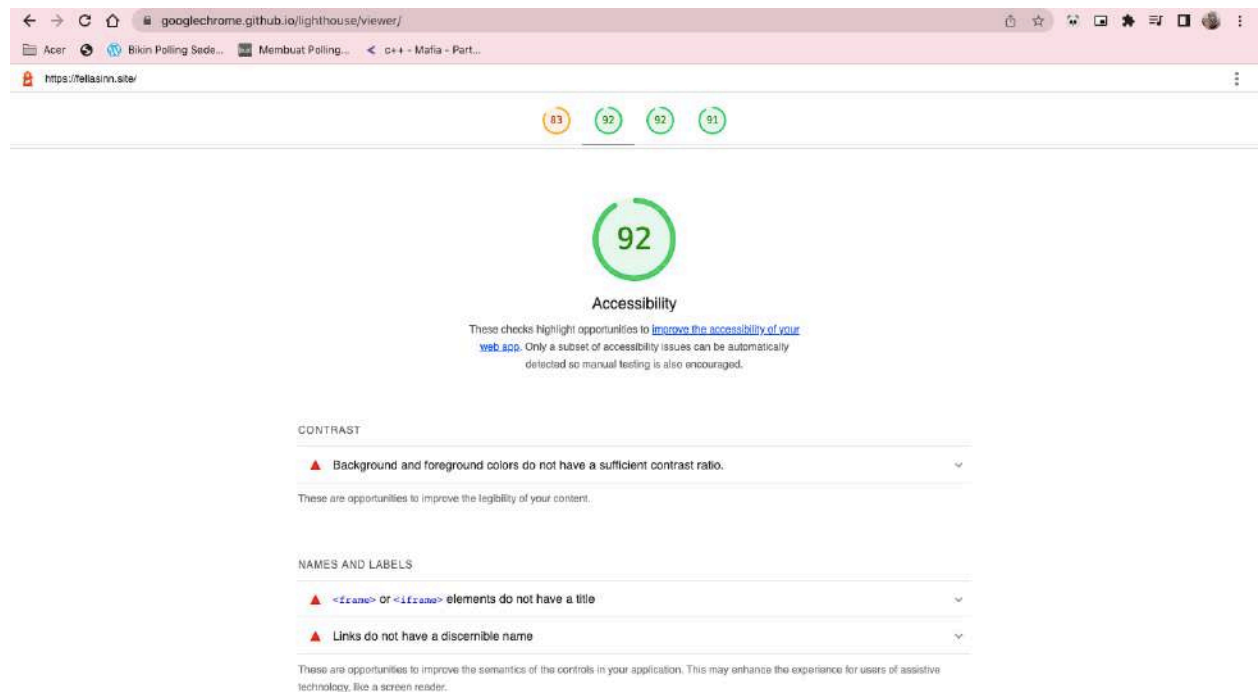 googlechrome.github.io/lighthouse/viewer/
Acer
Bikin Polling Sede...
Membuat Polling...
c++ - Mafia - Part...
https://fellasinn.site/
83
92
92
91
92
Accessibility
These checks highlight opportunities to improve the accessibility of your
web app. Only a subset of accessibility issues can be automatically
detected so manual testing is also encouraged.
CONTRAST
Background and foreground colors do not have a sufficient contrast ratio.
These are opportunities to improve the legibility of your content.
NAMES AND LABELS
<frame> or <iframe> elements do not have a title
Links do not have a discernible name
These are opportunities to improve the semantics of the controls in your application. This may enhance the experience for users of assistive
technology, like a screen reader.